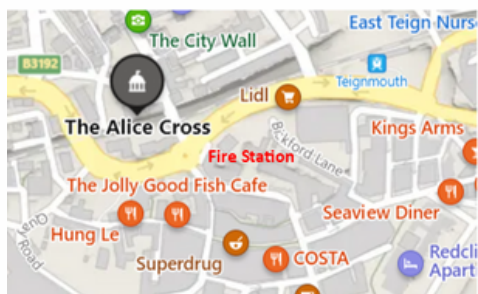 East Teign Nurs
The City Wall
B3192
Teignmouth
Lidl
The Alice Cross
Bickford Lane
Kings Arms
Fire Station
The Jolly Good Fish Cafe
Seaview Diner
Hung Le
Road
Superdrug
COSTA
Redcli
Apart